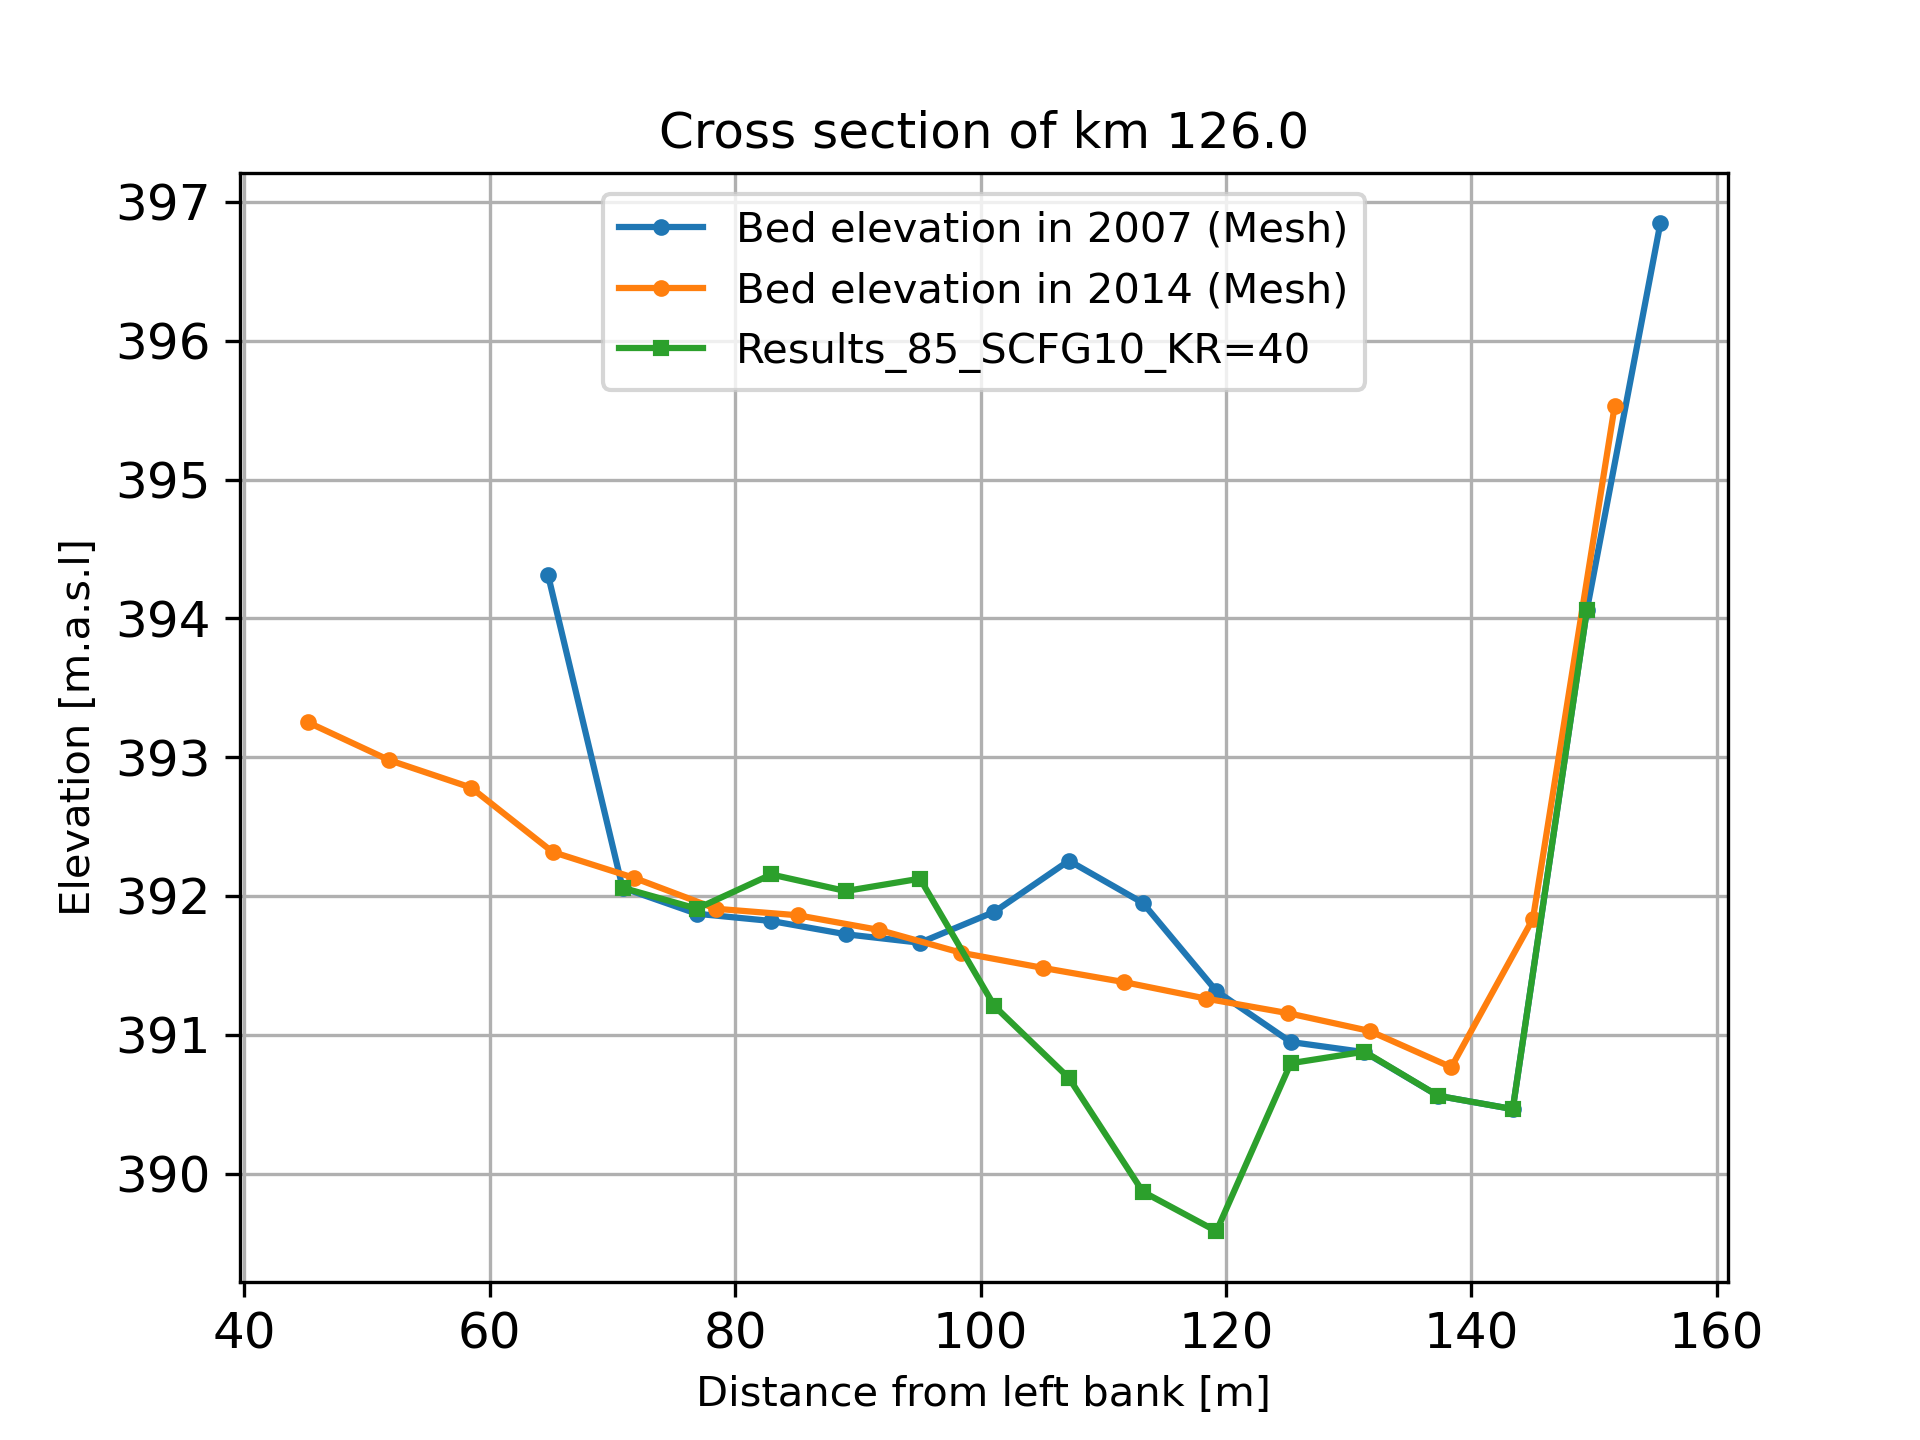 Cross section of km 126.0
Bed elevation in 2007 (Mesh)
Bed elevation in 2014 (Mesh)
Results_85_SCFG10_KR=40
397
396
395
394
393
392
391
390
Elevation [m.a.s.l]
40 60 80 100 120 140 160
Distance from left bank [m]